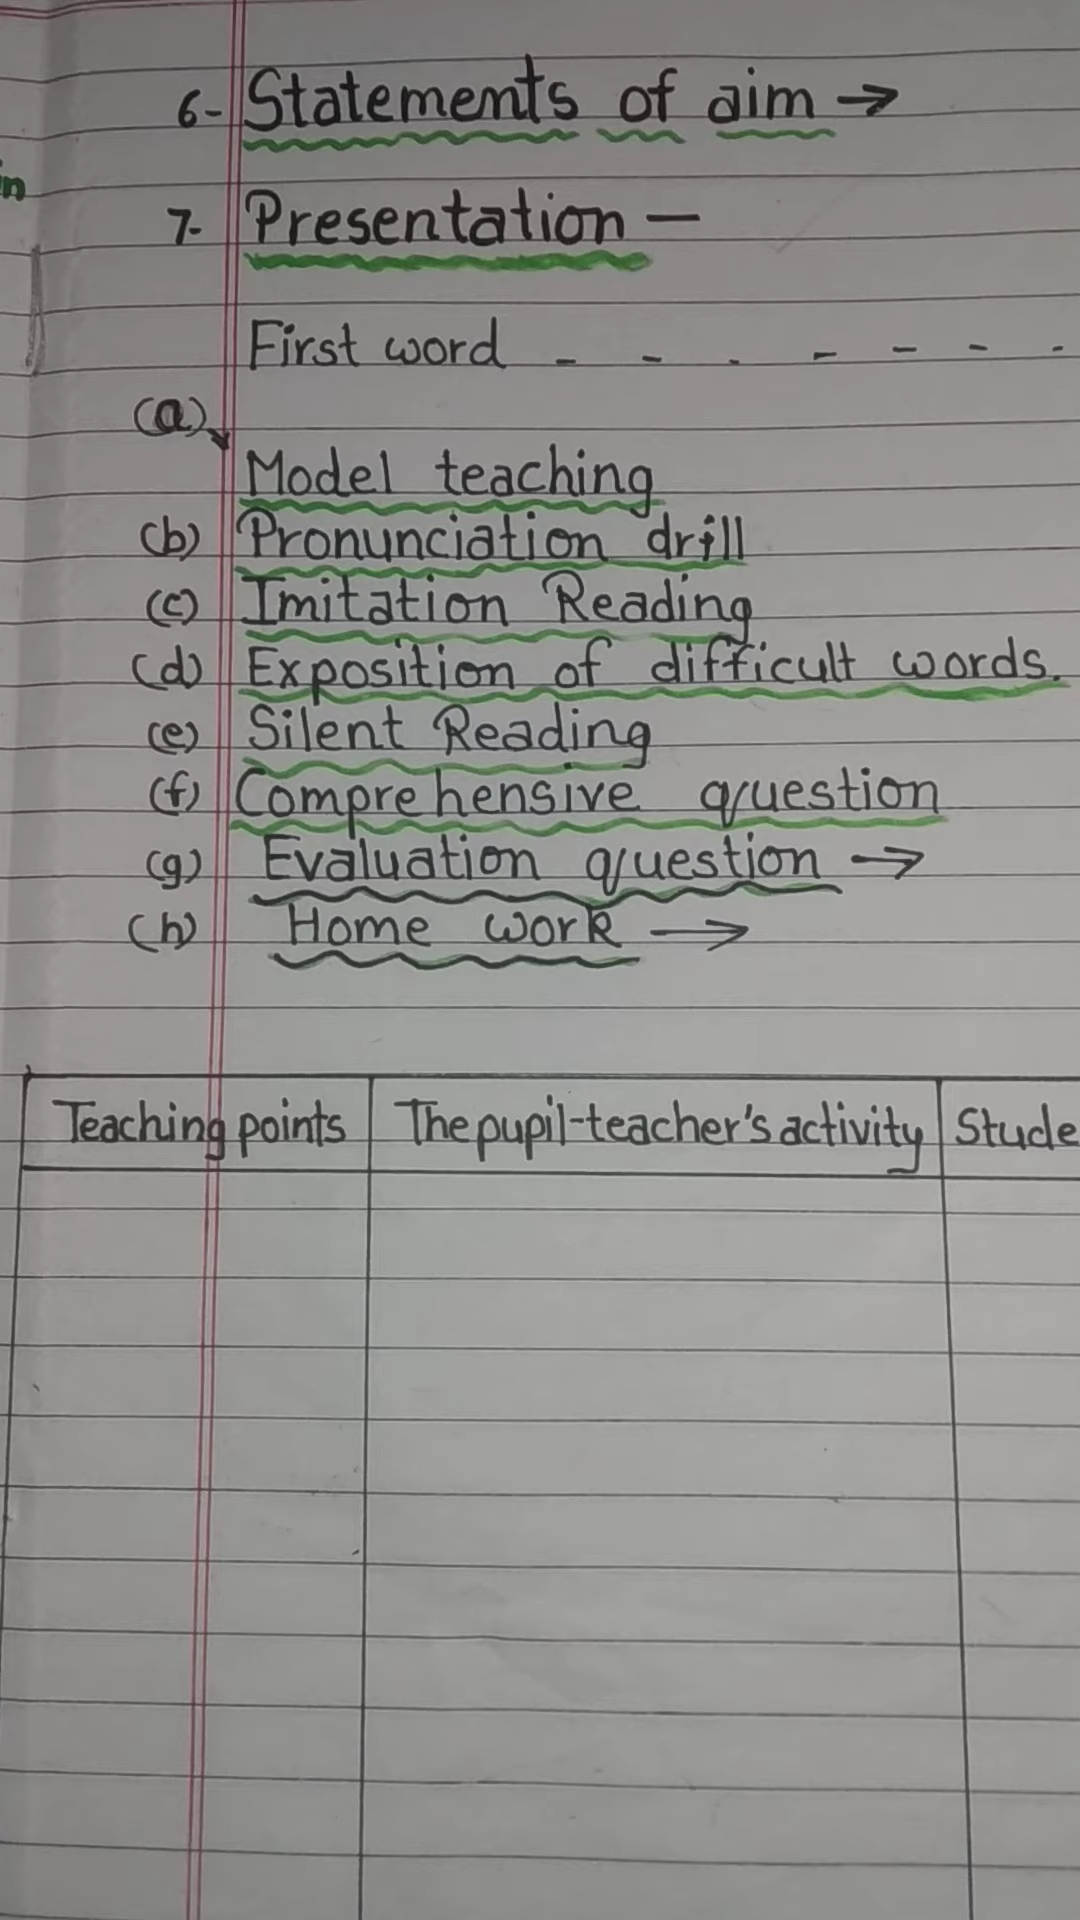 6- Statements of aim →
in
7- Presentation —
First word - - - - - - -
(a)
Model teaching
(b) Pronunciation drill
(c) Imitation Reading
(d) Exposition of difficult words.
(e) Silent Reading
(f) Comprehensive question
(g) Evaluation question →
(h) Home work →
Teaching points The pupil-teacher's activity Stude